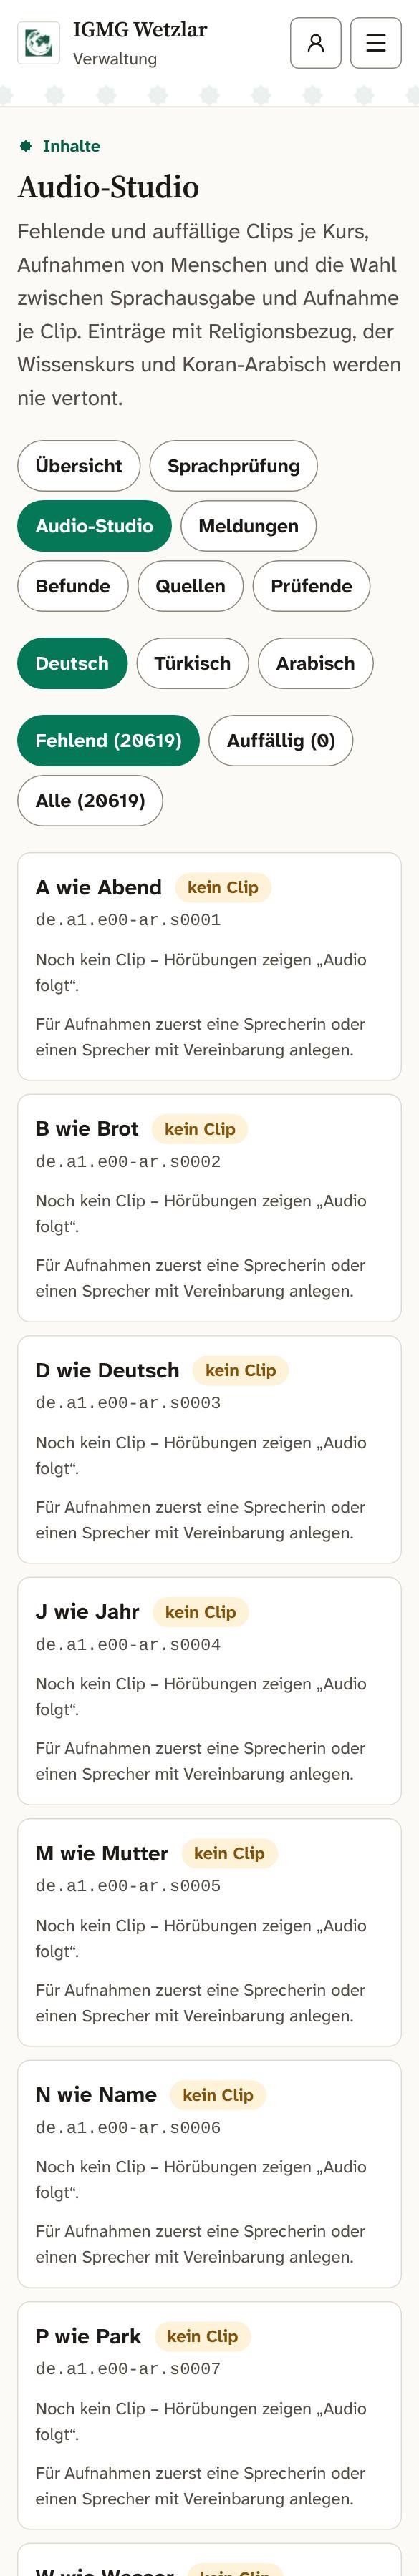 IGMG Wetzlar
Verwaltung
Inhalte
Audio-Studio
Fehlende und auffällige Clips je Kurs,
Aufnahmen von Menschen und die Wahl
zwischen Sprachausgabe und Aufnahme
je Clip. Einträge mit Religionsbezug, der
Wissenskurs und Koran-Arabisch werden
nie vertont.
Übersicht Sprachprüfung
Audio-Studio Meldungen
Befunde Quellen Prüfende
Deutsch Türkisch Arabisch
Fehlend (20619) Auffällig (0)
Alle (20619)
A wie Abend kein Clip
de.a1.e00-ar.s0001
Noch kein Clip – Hörübungen zeigen „Audio
folgt“.
Für Aufnahmen zuerst eine Sprecherin oder
einen Sprecher mit Vereinbarung anlegen.
B wie Brot kein Clip
de.a1.e00-ar.s0002
Noch kein Clip – Hörübungen zeigen „Audio
folgt“.
Für Aufnahmen zuerst eine Sprecherin oder
einen Sprecher mit Vereinbarung anlegen.
D wie Deutsch kein Clip
de.a1.e00-ar.s0003
Noch kein Clip – Hörübungen zeigen „Audio
folgt“.
Für Aufnahmen zuerst eine Sprecherin oder
einen Sprecher mit Vereinbarung anlegen.
J wie Jahr kein Clip
de.a1.e00-ar.s0004
Noch kein Clip – Hörübungen zeigen „Audio
folgt“.
Für Aufnahmen zuerst eine Sprecherin oder
einen Sprecher mit Vereinbarung anlegen.
M wie Mutter kein Clip
de.a1.e00-ar.s0005
Noch kein Clip – Hörübungen zeigen „Audio
folgt“.
Für Aufnahmen zuerst eine Sprecherin oder
einen Sprecher mit Vereinbarung anlegen.
N wie Name kein Clip
de.a1.e00-ar.s0006
Noch kein Clip – Hörübungen zeigen „Audio
folgt“.
Für Aufnahmen zuerst eine Sprecherin oder
einen Sprecher mit Vereinbarung anlegen.
P wie Park kein Clip
de.a1.e00-ar.s0007
Noch kein Clip – Hörübungen zeigen „Audio
folgt“.
Für Aufnahmen zuerst eine Sprecherin oder
einen Sprecher mit Vereinbarung anlegen.
W wie Wasser kein Clip